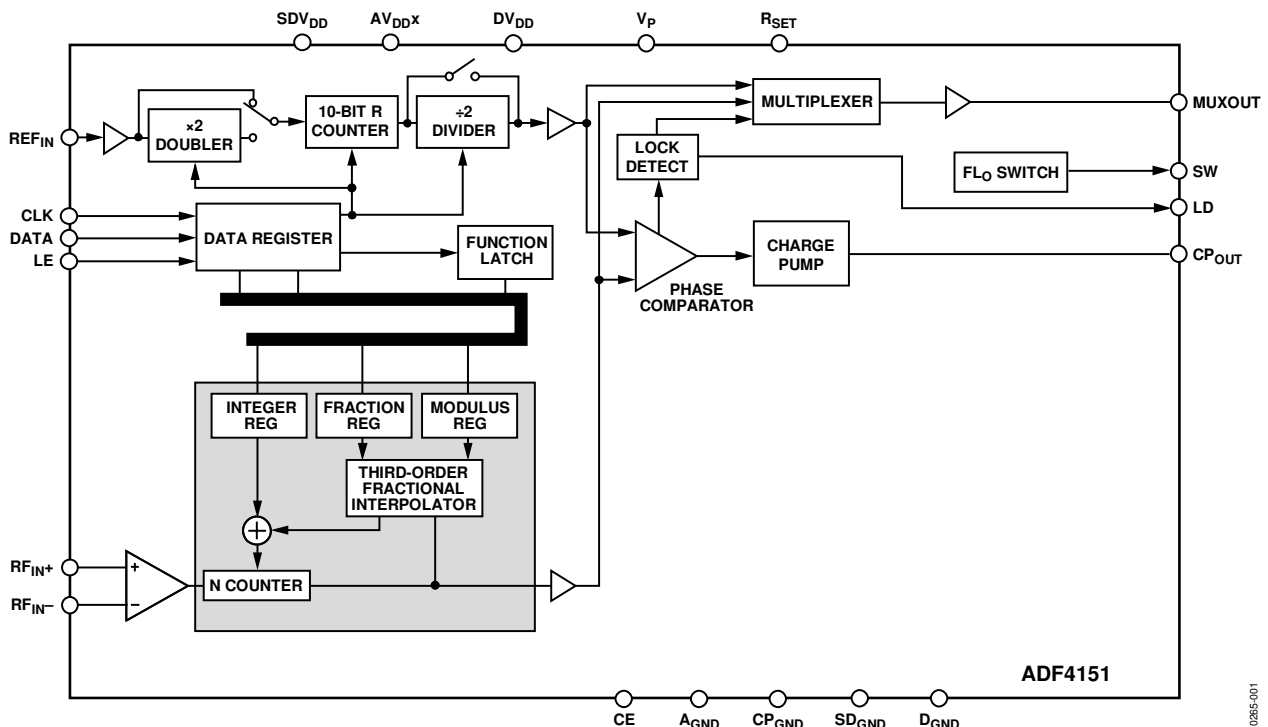 SDVDD
AVDDx
DVDD
VP
RSET
REFIN
×2
DOUBLER
10-BIT R
COUNTER
÷2
DIVIDER
MULTIPLEXER
MUXOUT
LOCK
DETECT
FLO SWITCH
SW
LD
CLK
DATA
LE
DATA REGISTER
FUNCTION
LATCH
CHARGE
PUMP
CPOUT
PHASE
COMPARATOR
INTEGER
REG
FRACTION
REG
MODULUS
REG
THIRD-ORDER
FRACTIONAL
INTERPOLATOR
+
RFIN+
RFIN–
+
–
N COUNTER
ADF4151
CE
AGND
CPGND
SDGND
DGND
0265-001